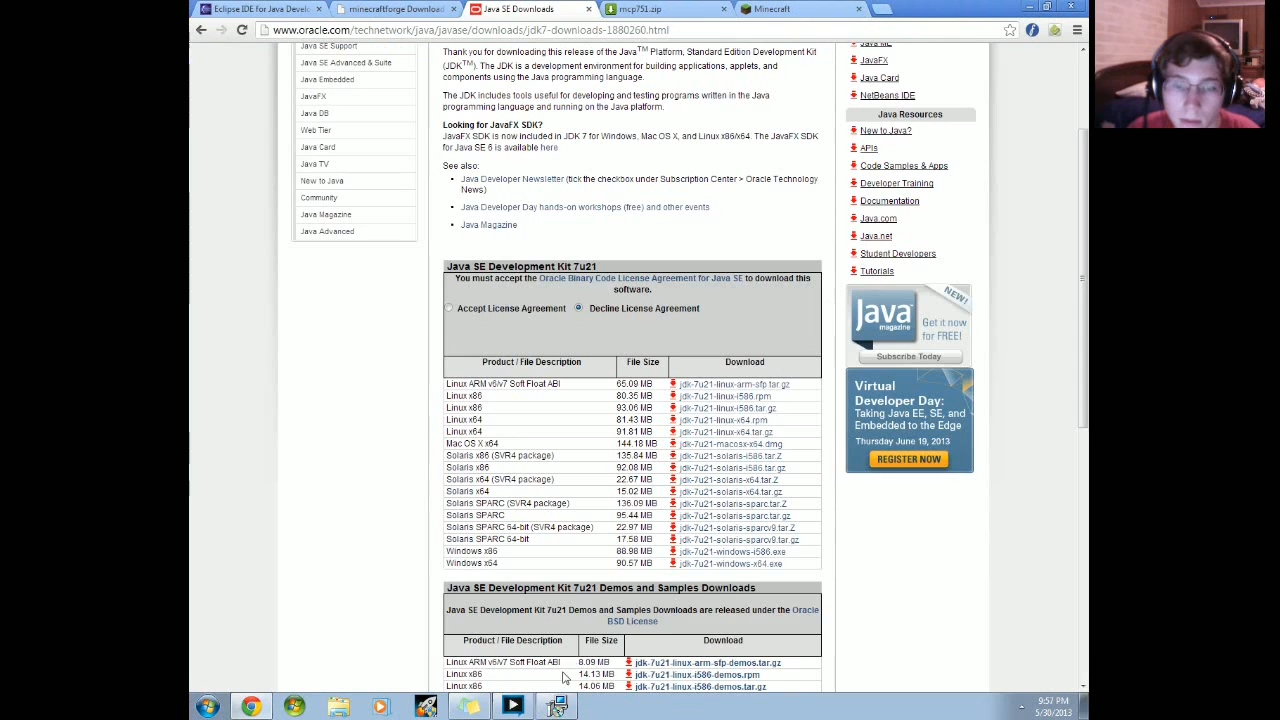 Eclipse IDE for Java Develo
minecraftforge Download
Java SE Downloads
mcp751.zip
Minecraft
www.oracle.com/technetwork/java/javase/downloads/jdk7-downloads-1880260.html
Java SE Support
Java SE Advanced & Suite
Java Embedded
JavaFX
Java DB
Web Tier
Java Card
Java TV
New to Java
Community
Java Magazine
Java Advanced
Thank you for downloading this release of the Java™ Platform, Standard Edition Development Kit
(JDK™). The JDK is a development environment for building applications, applets, and
components using the Java programming language.
The JDK includes tools useful for developing and testing programs written in the Java
programming language and running on the Java platform.
Looking for JavaFX SDK?
JavaFX SDK is now included in JDK 7 for Windows, Mac OS X, and Linux x86/x64. The JavaFX SDK
for Java SE 6 is available here
See also:
• Java Developer Newsletter (tick the checkbox under Subscription Center > Oracle Technology
News)
• Java Developer Day hands-on workshops (free) and other events
• Java Magazine
Java SE Development Kit 7u21
You must accept the Oracle Binary Code License Agreement for Java SE to download this
software.
Accept License Agreement Decline License Agreement
Product / File Description File Size Download
Linux ARM v6/v7 Soft Float ABI 65.09 MB jdk-7u21-linux-arm-sfp.tar.gz
Linux x86 80.35 MB jdk-7u21-linux-i586.rpm
Linux x86 93.06 MB jdk-7u21-linux-i586.tar.gz
Linux x64 81.43 MB jdk-7u21-linux-x64.rpm
Linux x64 91.81 MB jdk-7u21-linux-x64.tar.gz
Mac OS X x64 144.18 MB jdk-7u21-macosx-x64.dmg
Solaris x86 (SVR4 package) 135.84 MB jdk-7u21-solaris-i586.tar.Z
Solaris x86 92.08 MB jdk-7u21-solaris-i586.tar.gz
Solaris x64 (SVR4 package) 22.67 MB jdk-7u21-solaris-x64.tar.Z
Solaris x64 15.02 MB jdk-7u21-solaris-x64.tar.gz
Solaris SPARC (SVR4 package) 136.09 MB jdk-7u21-solaris-sparc.tar.Z
Solaris SPARC 95.44 MB jdk-7u21-solaris-sparc.tar.gz
Solaris SPARC 64-bit (SVR4 package) 22.97 MB jdk-7u21-solaris-sparcv9.tar.Z
Solaris SPARC 64-bit 17.58 MB jdk-7u21-solaris-sparcv9.tar.gz
Windows x86 88.98 MB jdk-7u21-windows-i586.exe
Windows x64 90.57 MB jdk-7u21-windows-x64.exe
Java SE Development Kit 7u21 Demos and Samples Downloads
Java SE Development Kit 7u21 Demos and Samples Downloads are released under the Oracle
BSD License
Product / File Description File Size Download
Linux ARM v6/v7 Soft Float ABI 8.09 MB jdk-7u21-linux-arm-sfp-demos.tar.gz
Linux x86 14.13 MB jdk-7u21-linux-i586-demos.rpm
Linux x86 14.06 MB jdk-7u21-linux-i586-demos.tar.gz
Java ME
JavaFX
Java Card
NetBeans IDE
Java Resources
New to Java?
APIs
Code Samples & Apps
Developer Training
Documentation
Java.com
Java.net
Student Developers
Tutorials
NEW!
Java
magazine
Get it now
for FREE!
Subscribe Today
Virtual
Developer Day:
Taking Java EE, SE, and
Embedded to the Edge
Thursday June 19, 2013
REGISTER NOW
9:57 PM
5/30/2013